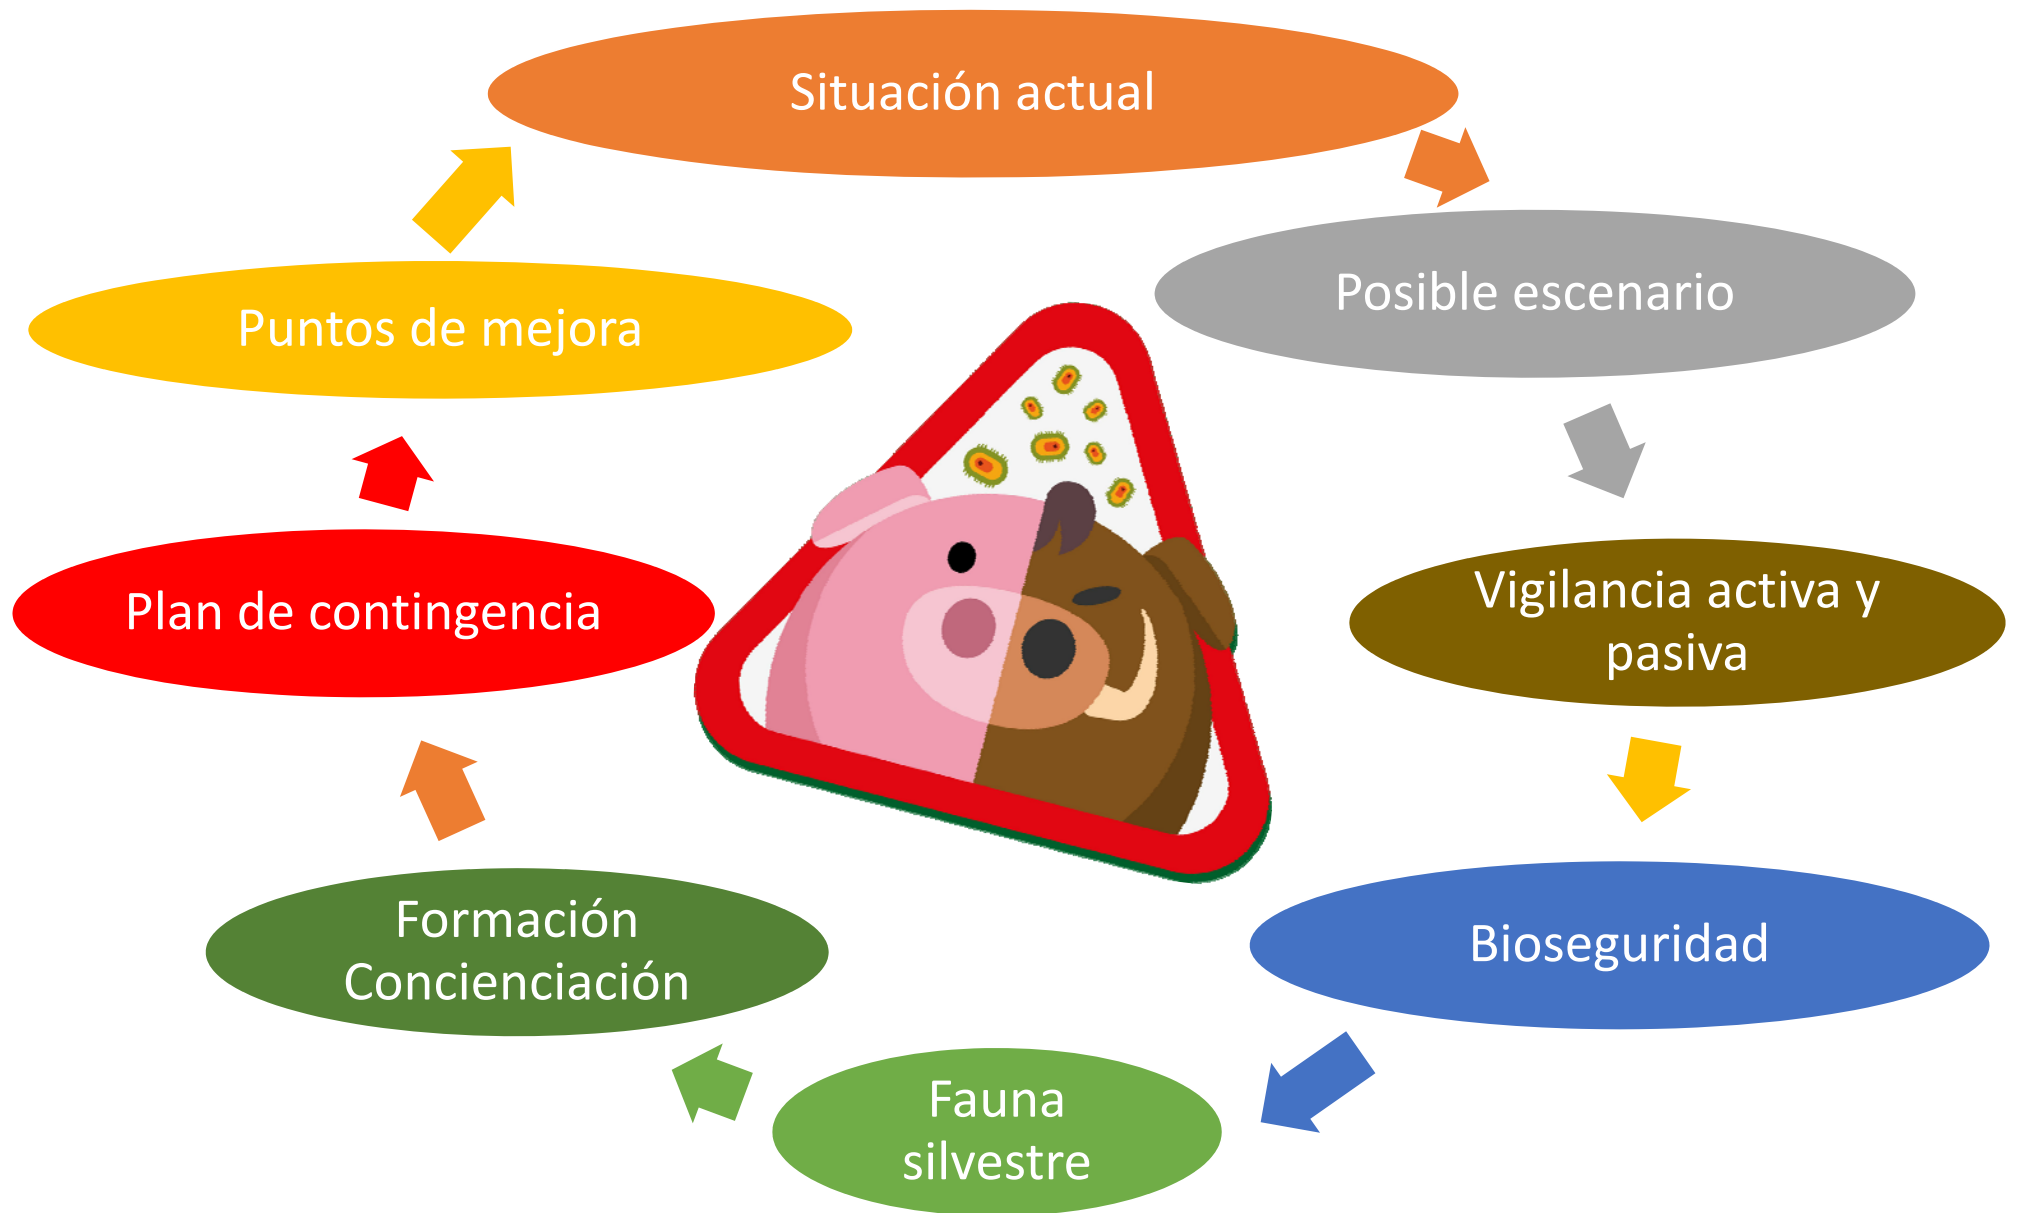 Situación actual
Posible escenario
Vigilancia activa y
pasiva
Bioseguridad
Fauna
silvestre
Formación
Concienciación
Plan de contingencia
Puntos de mejora